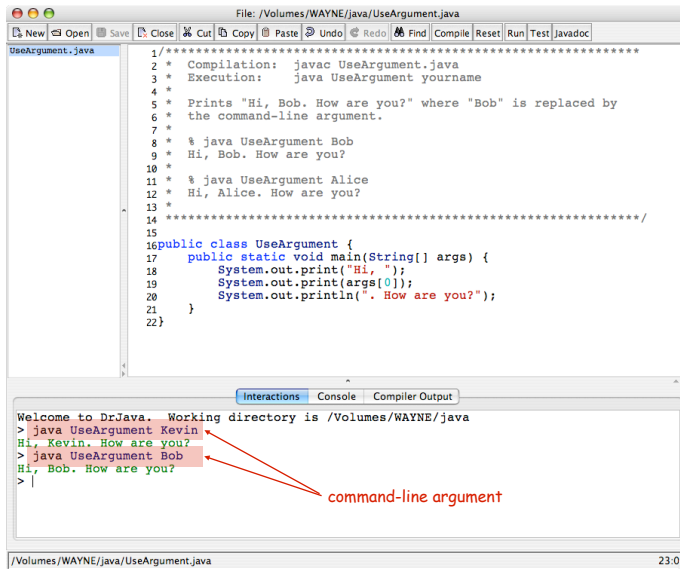 File: /Volumes/WAYNE/java/UseArgument.java
New Open Save Close Cut Copy Paste Undo Redo Find Compile Reset Run Test Javadoc
UseArgument.java
1/****************************************************************
2 *  Compilation:  javac UseArgument.java
3 *  Execution:    java UseArgument yourname
4 *
5 *  Prints "Hi, Bob. How are you?" where "Bob" is replaced by
6 *  the command-line argument.
7 *
8 *  % java UseArgument Bob
9 *  Hi, Bob. How are you?
10 *
11 *  % java UseArgument Alice
12 *  Hi, Alice. How are you?
13 *
14 ****************************************************************/
15
16public class UseArgument {
17    public static void main(String[] args) {
18        System.out.print("Hi, ");
19        System.out.print(args[0]);
20        System.out.println(". How are you?");
21    }
22}
Interactions Console Compiler Output
Welcome to DrJava.  Working directory is /Volumes/WAYNE/java
> java UseArgument Kevin
Hi, Kevin. How are you?
> java UseArgument Bob
Hi, Bob. How are you?
>
command-line argument
/Volumes/WAYNE/java/UseArgument.java 23:0